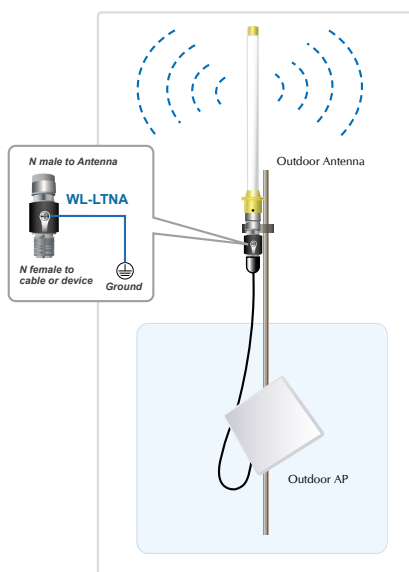 Outdoor Antenna
N male to Antenna
WL-LTNA
N female to
cable or device
Ground
Outdoor AP